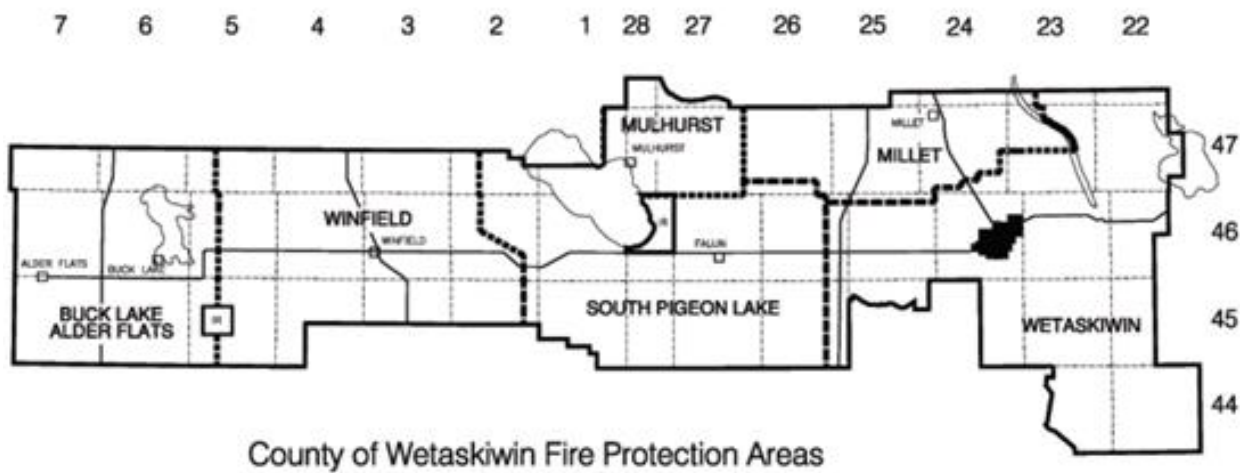 7 6 5 4 3 2 1 28 27 25 24 23 22
MULHURST
MILLET
MULHURST
47
MILLET
WINFIELD
IR
46
WINFIELD
FALUN
ALDER FLATS
BUCK LAKE
BUCK LAKE
ALDER FLATS
IR
SOUTH PIGEON LAKE
WETASKIWIN
45
44
County of Wetaskiwin Fire Protection Areas